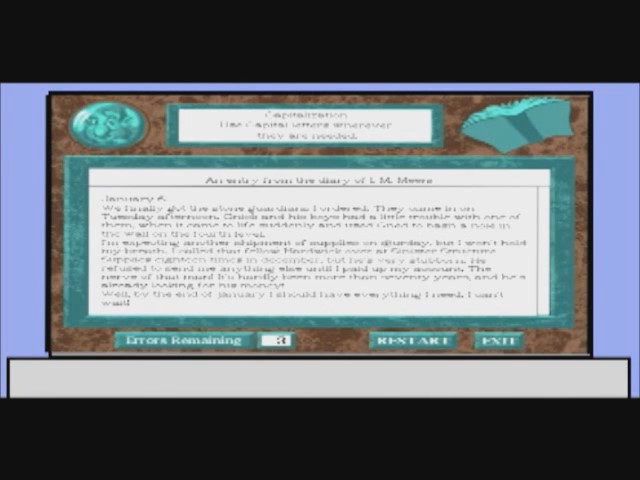 Capitalization
Use Capital letters wherever
they are needed.
An entry from the diary of I. M. Meers
January 6
We finally got the stone guardians I ordered. They came in on
Tuesday afternoon. and his boys had a little trouble with one of
them, when it came to life suddenly and used to bash a hole in
the wall on the fourth level.
I'm expecting another shipment of supplies on but I won't hold
my breath. I called that fellow over at Sinister Structure
Supplies eighteen times in december, but he's very stubborn. He
refused to send me anything else until I paid up my account. The
nerve of that man! It's hardly been more than seventy years, and he's
already looking for his money!
Well, by the end of january I should have everything I need. I can't
wait!
Errors Remaining 3 RESTART EXIT